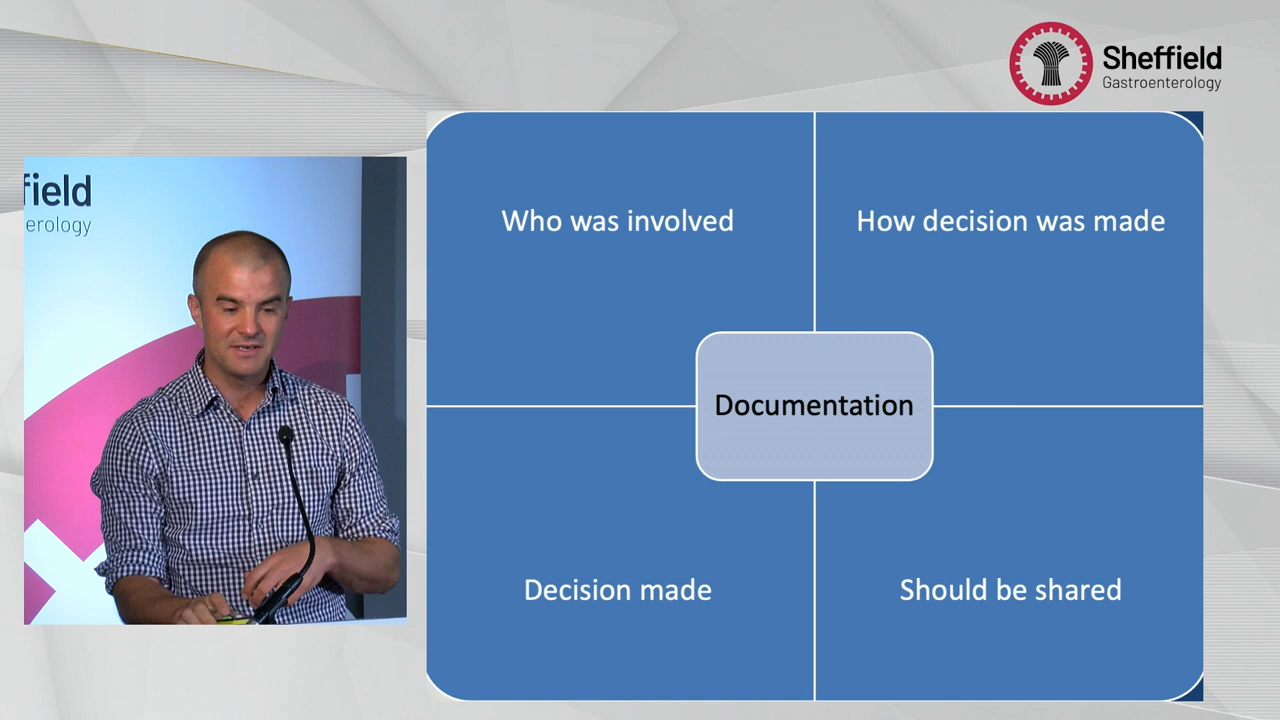 Sheffield
Gastroenterology
field
erology
Who was involved
How decision was made
Documentation
Decision made
Should be shared